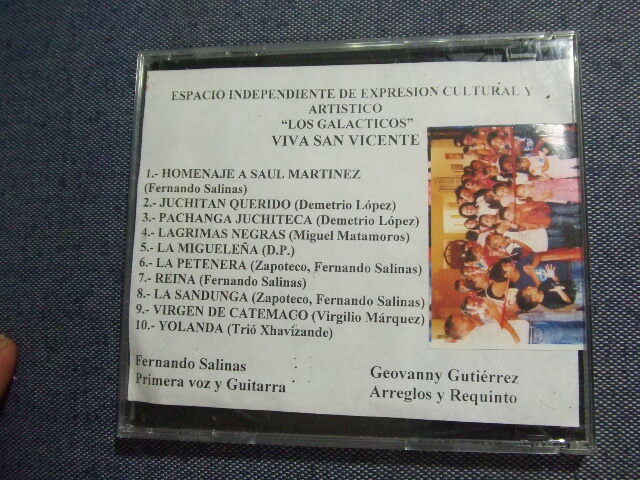 ESPACIO INDEPENDIENTE DE EXPRESION CULTURAL Y
ARTISTICO
“LOS GALACTICOS”
VIVA SAN VICENTE
1.- HOMENAJE A SAUL MARTINEZ
(Fernando Salinas)
2.- JUCHITAN QUERIDO (Demetrio López)
3.- PACHANGA JUCHITECA (Demetrio López)
4.- LAGRIMAS NEGRAS (Miguel Matamoros)
5.- LA MIGUELEÑA (D.P.)
6.- LA PETENERA (Zapoteco, Fernando Salinas)
7.- REINA (Fernando Salinas)
8.- LA SANDUNGA (Zapoteco, Fernando Salinas)
9.- VIRGEN DE CATEMACO (Virgilio Márquez)
10.- YOLANDA (Trió Xhavizande)
Fernando Salinas
Primera voz y Guitarra
Geovanny Gutiérrez
Arreglos y Requinto